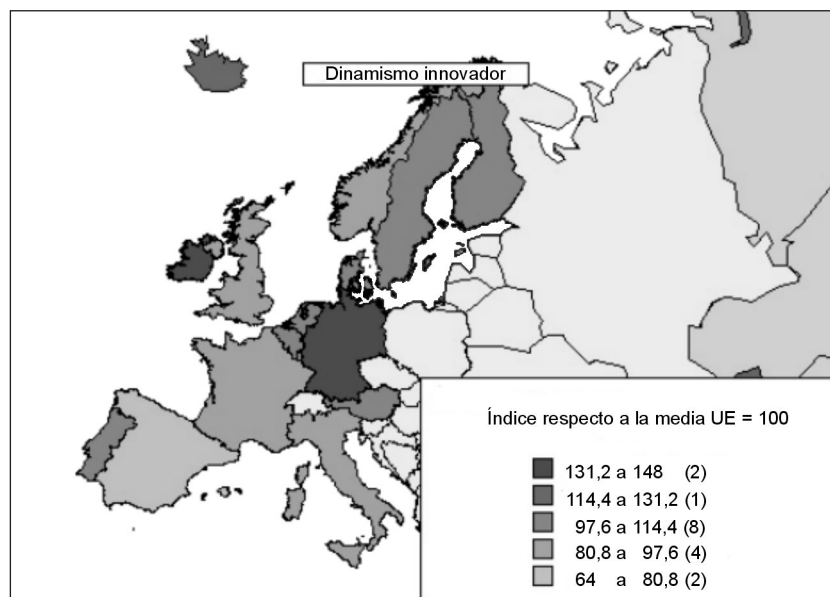 Dinamismo innovador
Índice respecto a la media UE = 100
131,2 a 148 (2)
114,4 a 131,2 (1)
97,6 a 114,4 (8)
80,8 a 97,6 (4)
64 a 80,8 (2)